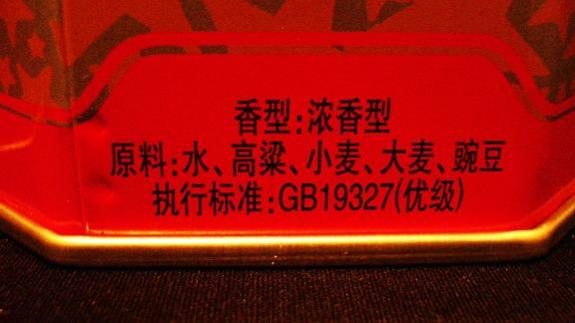 香型:浓香型
原料:水、高粱、小麦、大麦、豌豆
执行标准:GB19327(优级)